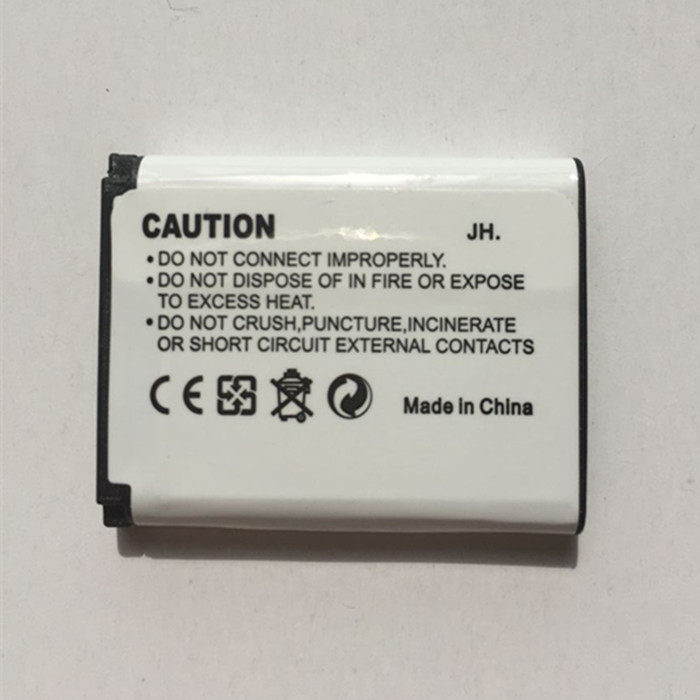 CAUTION JH.
• DO NOT CONNECT IMPROPERLY.
• DO NOT DISPOSE OF IN FIRE OR EXPOSE
TO EXCESS HEAT.
• DO NOT CRUSH,PUNCTURE,INCINERATE
OR SHORT CIRCUIT EXTERNAL CONTACTS
CE Made in China